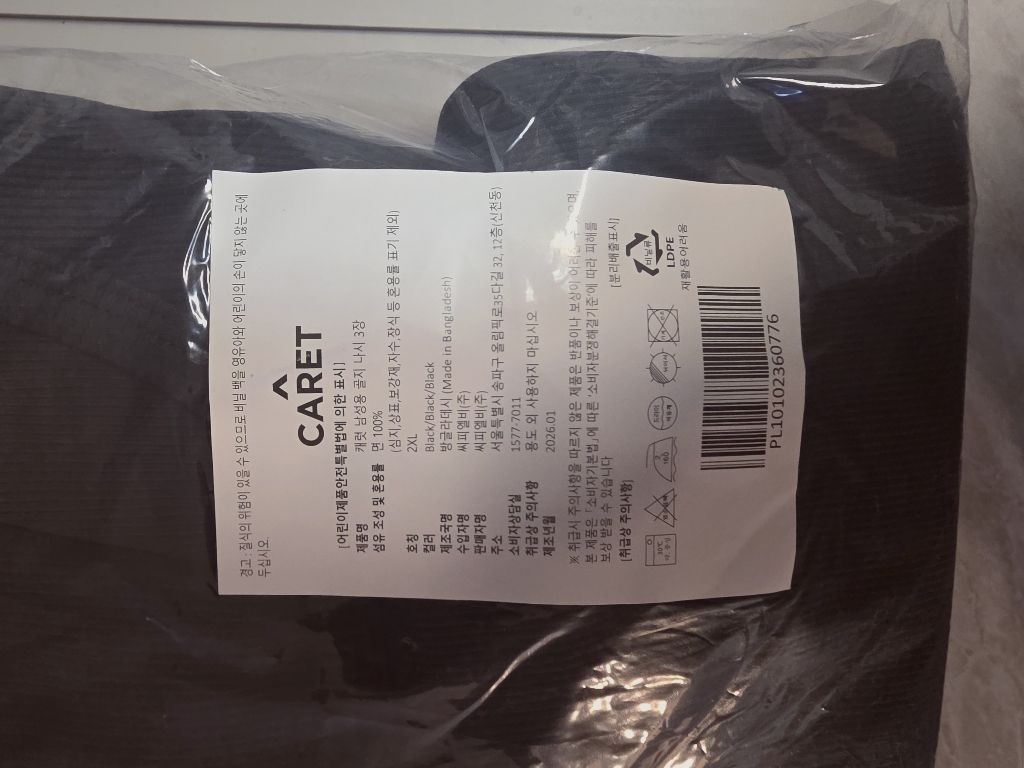 경고 : 질식의 위험이 있을수 있으므로 비닐 백을 영유아와 어린이의 손이 닿지 않는 곳에
두십시오.
CARET
[어린이제품안전특별법에 의한 표시]
제품명 캐럿 남성용 골지 나시 3장
섬유 조성 및 혼용률 면 100%
(심지,상표,보강재,자수,장식 등 혼용률 표기 제외)
호칭 2XL
컬러 Black/Black/Black
제조국명 방글라데시 (Made in Bangladesh)
수입자명 씨피엘비(주)
판매자명 씨피엘비(주)
주소 서울특별시 송파구 올림픽로35다길 32, 12층(신천동)
소비자상담실 1577-7011
취급상 주의사항 용도 외 사용하지 마십시오
제조년월 2026.01
※ 취급시 주의사항을 따르지 않은 제품은 반품이나 보상이
본 제품은 「소비자기본법」에 따른 '소비자분쟁해결기준'에 따라 피해를
보상 받을 수 있습니다
[취급상 주의사항] [분리배출표시]
30℃
비닐류
LDPE
재활용어려움
PL10102360776